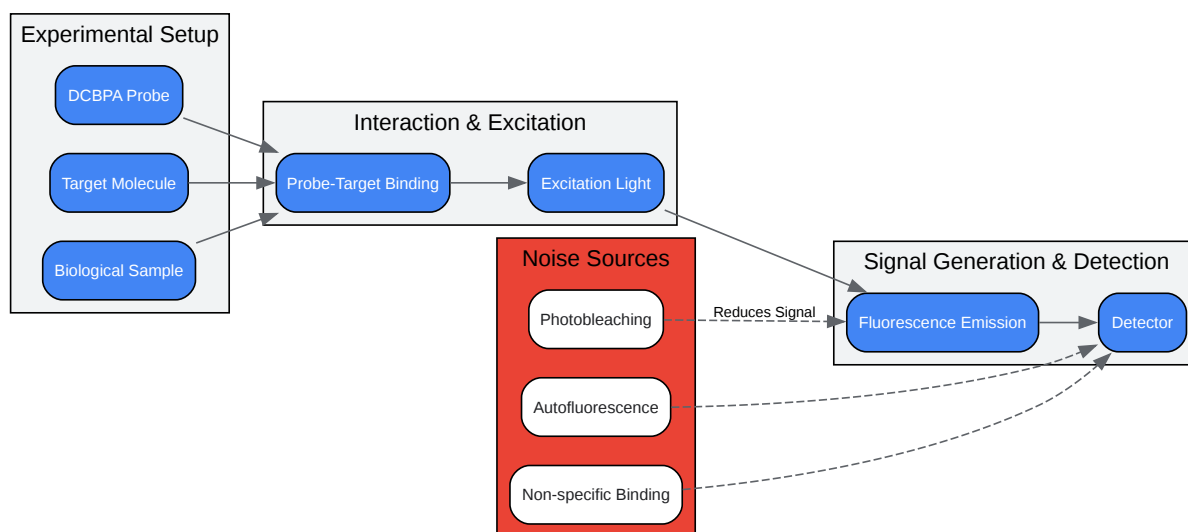 Experimental Setup
DCBPA Probe
Target Molecule
Biological Sample
Interaction & Excitation
Probe-Target Binding
Excitation Light
Noise Sources
Photobleaching
Autofluorescence
Non-specific Binding
Reduces Signal
Signal Generation & Detection
Fluorescence Emission
Detector